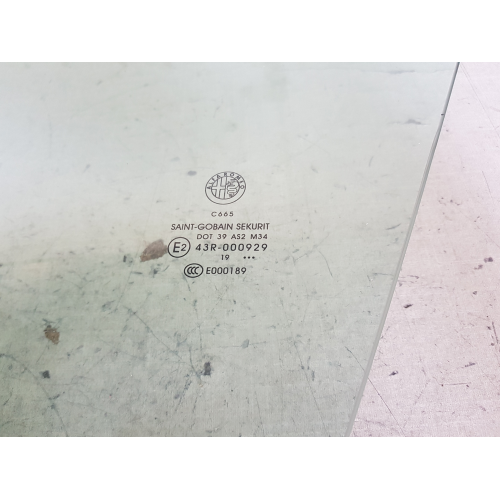 ALFA ROMEO
C665
SAINT-GOBAIN SEKURIT
DOT 39 AS2 M34
E2 43R-000929
19 •••
CCC E000189